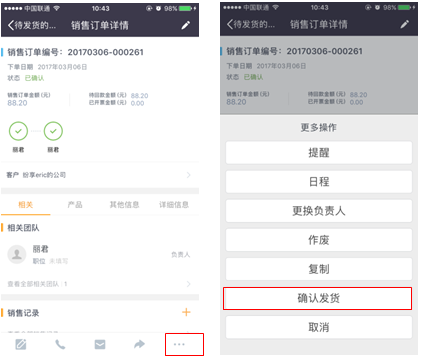 中国联通 10:43 98%
待发货的... 销售订单详情
销售订单编号：20170306-000261
下单日期 2017年03月06日
状态 已确认
销售订单金额(元) 待回款金额(元) 88.20
88.20 已开票金额(元) 0.00
丽君 丽君
客户 纷享eric的公司
相关 产品 其他信息 详细信息
相关团队
丽君
职位 未填写 负责人
查看全部相关团队 1
销售记录
中国联通 10:43 98%
待发货的... 销售订单详情
销售订单编号：20170306-000261
下单日期 2017年03月06日
状态 已确认
销售订单金额(元) 待回款金额(元) 88.20
88.20 已开票金额(元) 0.00
更多操作
提醒
日程
更换负责人
作废
复制
确认发货
取消